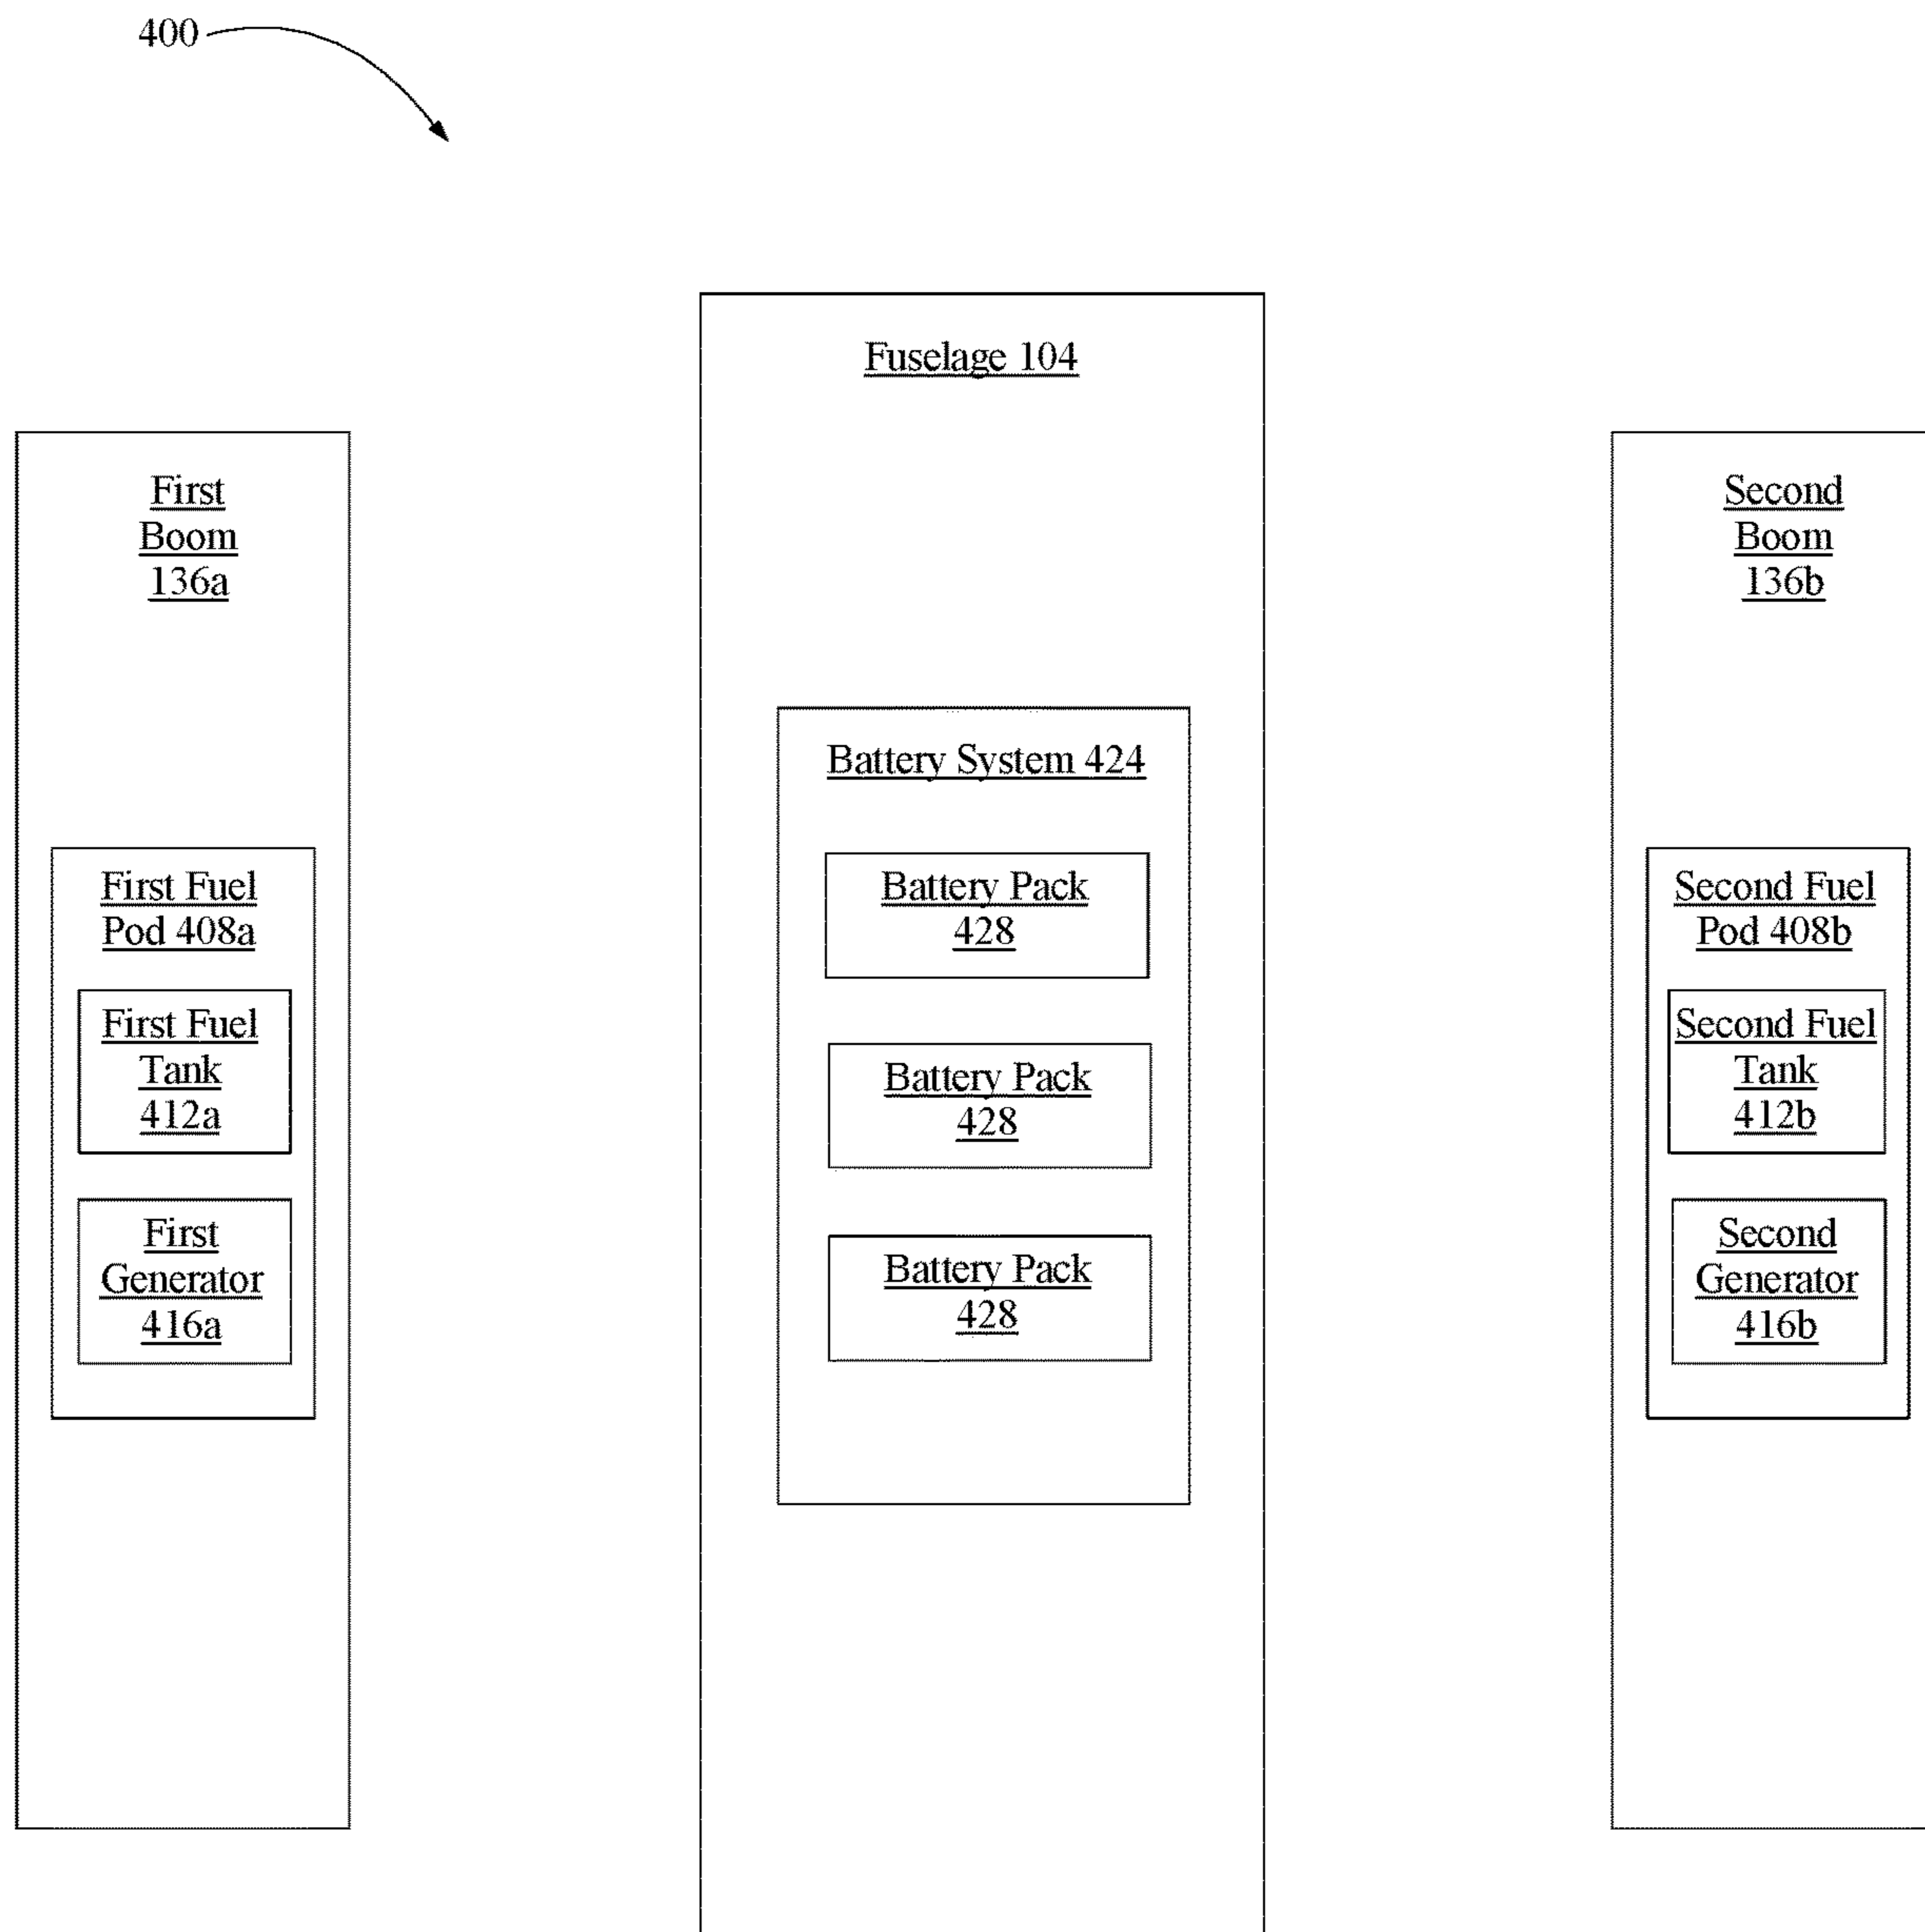 400
Fuselage 104
First
Boom
136a
Second
Boom
136b
Battery System 424
First Fuel
Pod 408a
Battery Pack
428
Second Fuel
Pod 408b
First Fuel
Tank
412a
Battery Pack
428
Second Fuel
Tank
412b
First
Generator
416a
Battery Pack
428
Second
Generator
416b